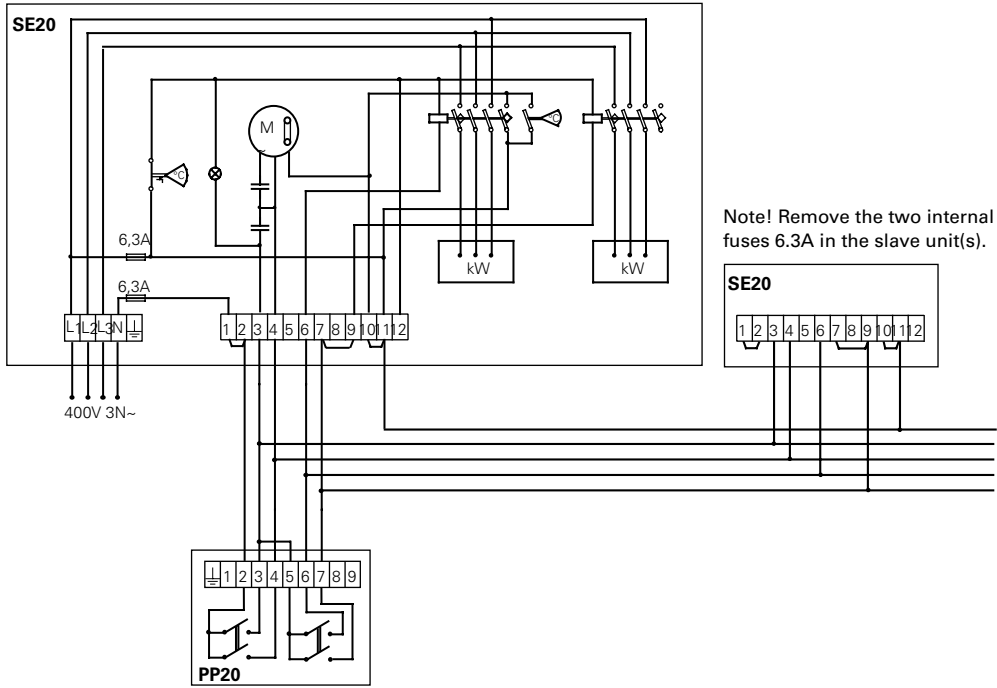 SE20
M
~
°C
°C
6,3A
6,3A
kW
kW
L1 L2 L3 N
1 2 3 4 5 6 7 8 9 10 11 12
400V 3N~
Note! Remove the two internal
fuses 6.3A in the slave unit(s).
SE20
1 2 3 4 5 6 7 8 9 10 11 12
1 2 3 4 5 6 7 8 9
PP20